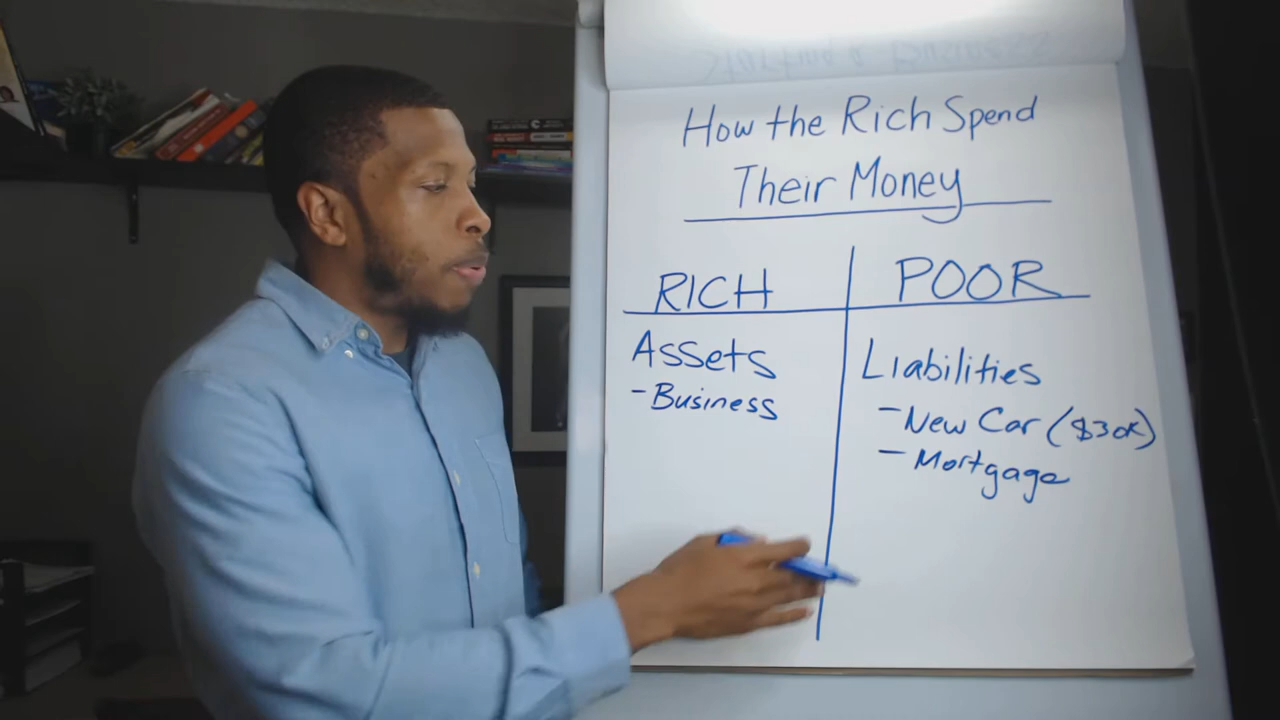 How the Rich Spend
Their Money
RICH
POOR
Assets
- Business
Liabilities
- New Car ($30K)
- Mortgage